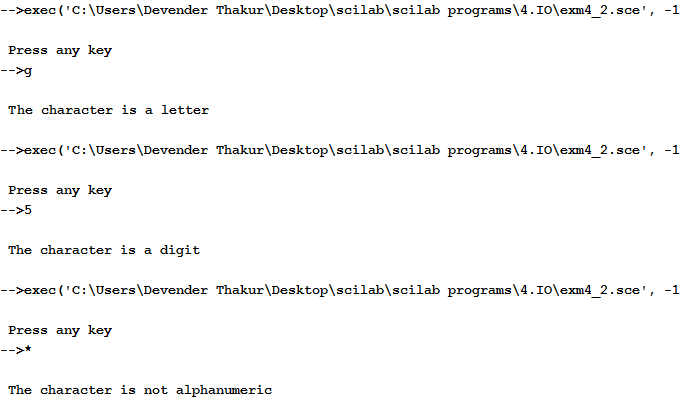 -->exec('C:\Users\Devender Thakur\Desktop\scilab\scilab programs\4.IO\exm4_2.sce', -1
Press any key
-->g
The character is a letter
-->exec('C:\Users\Devender Thakur\Desktop\scilab\scilab programs\4.IO\exm4_2.sce', -1
Press any key
-->5
The character is a digit
-->exec('C:\Users\Devender Thakur\Desktop\scilab\scilab programs\4.IO\exm4_2.sce', -1
Press any key
-->*
The character is not alphanumeric